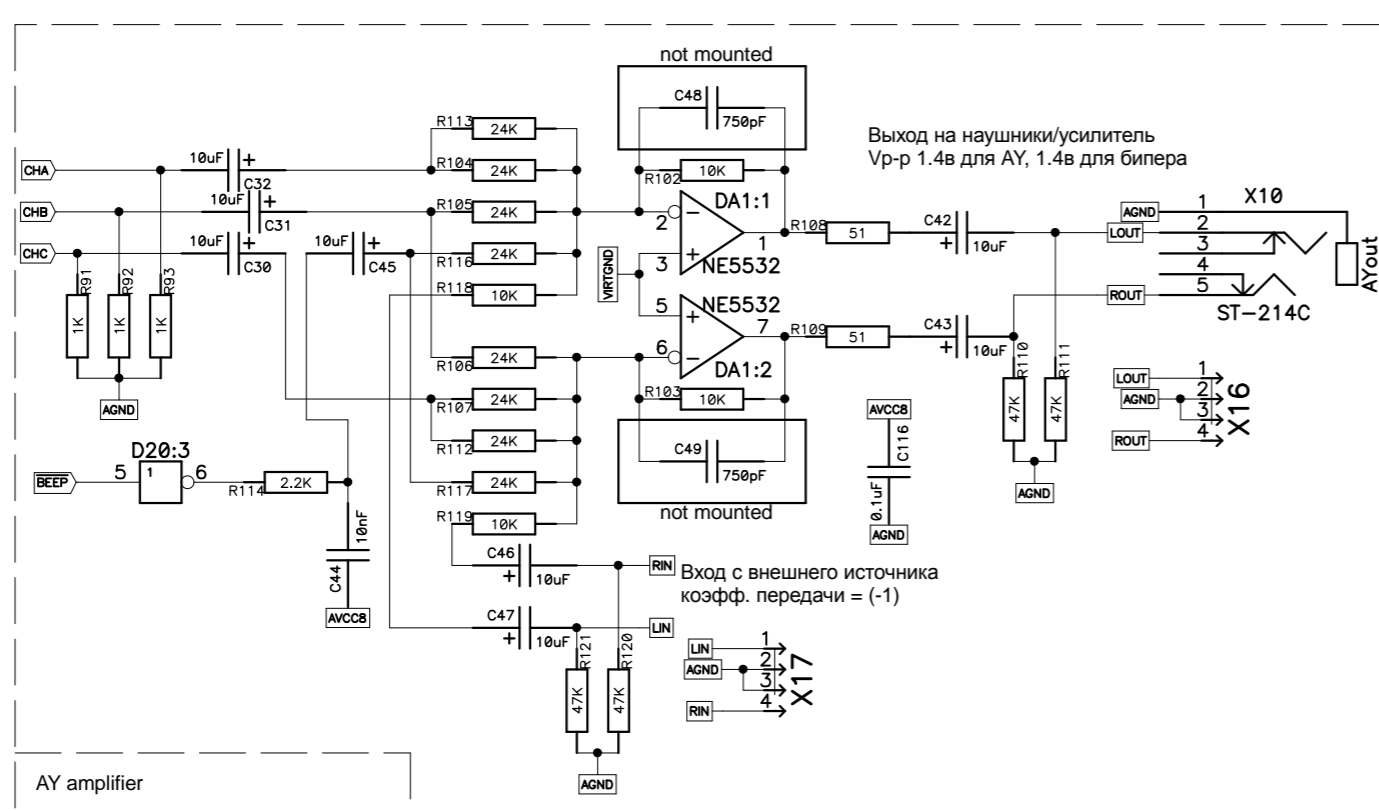 not mounted
C48
750pF
R113
24K
Выход на наушники/усилитель
Vp-p 1.4в для AY, 1.4в для бипера
CHA
10uF
+
C32
R104
24K
R102
10K
DA1:1
CHB
10uF
+
C31
R105
24K
2
−
1
R108
51
C42
+
10uF
AGND
1
X10
LOUT
2
3
4
ROUT
5
AYout
ST-214C
CHC
10uF
+
C30
10uF
+
C45
R116
24K
3
+
NE5532
VIRTGND
R118
10K
R91
R92
R93
1K
1K
1K
AGND
NE5532
5
+
7
6
−
DA1:2
R109
51
C43
+
10uF
R106
24K
R103
10K
R110
R111
47K
47K
AGND
LOUT
1
AGND
2
3
ROUT
4
X16
R107
24K
R112
24K
C49
750pF
not mounted
AVCC8
C116
0.1uF
AGND
BEEP
5
D20:3
1
6
R114
2.2K
R117
24K
R119
10K
C44
10nF
AVCC8
C46
+
10uF
RIN
Вход с внешнего источника
коэфф. передачи = (-1)
C47
+
10uF
LIN
R121
R120
47K
47K
AGND
LIN
1
AGND
2
3
RIN
4
X17
AY amplifier